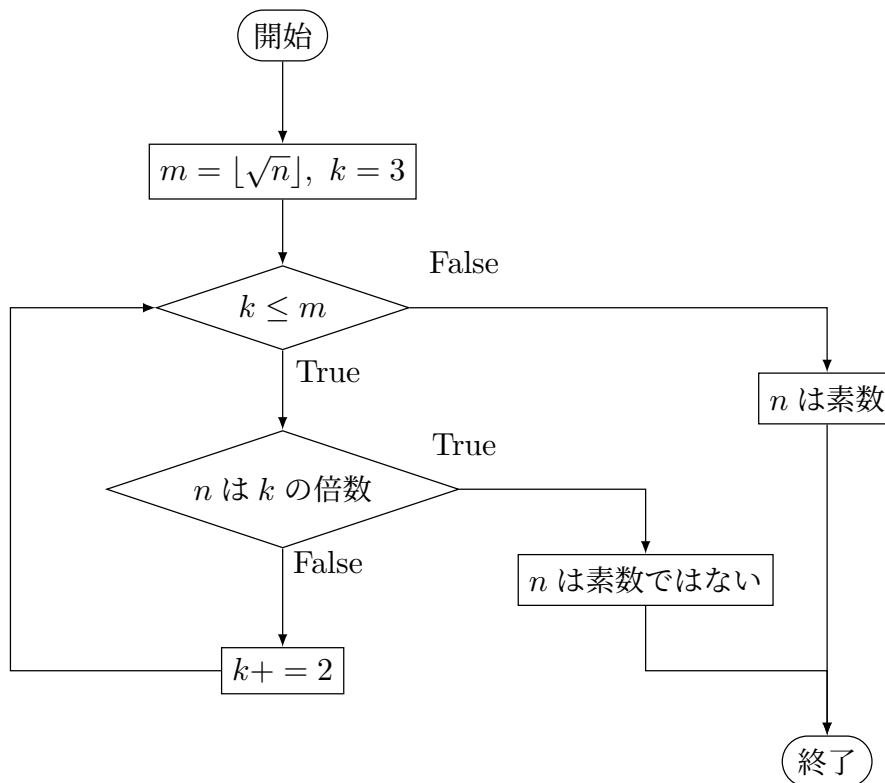 開始
m = ⌊√n⌋, k = 3
False
k ≤ m
True
n は素数
True
n は k の倍数
False
n は素数ではない
k+ = 2
終了